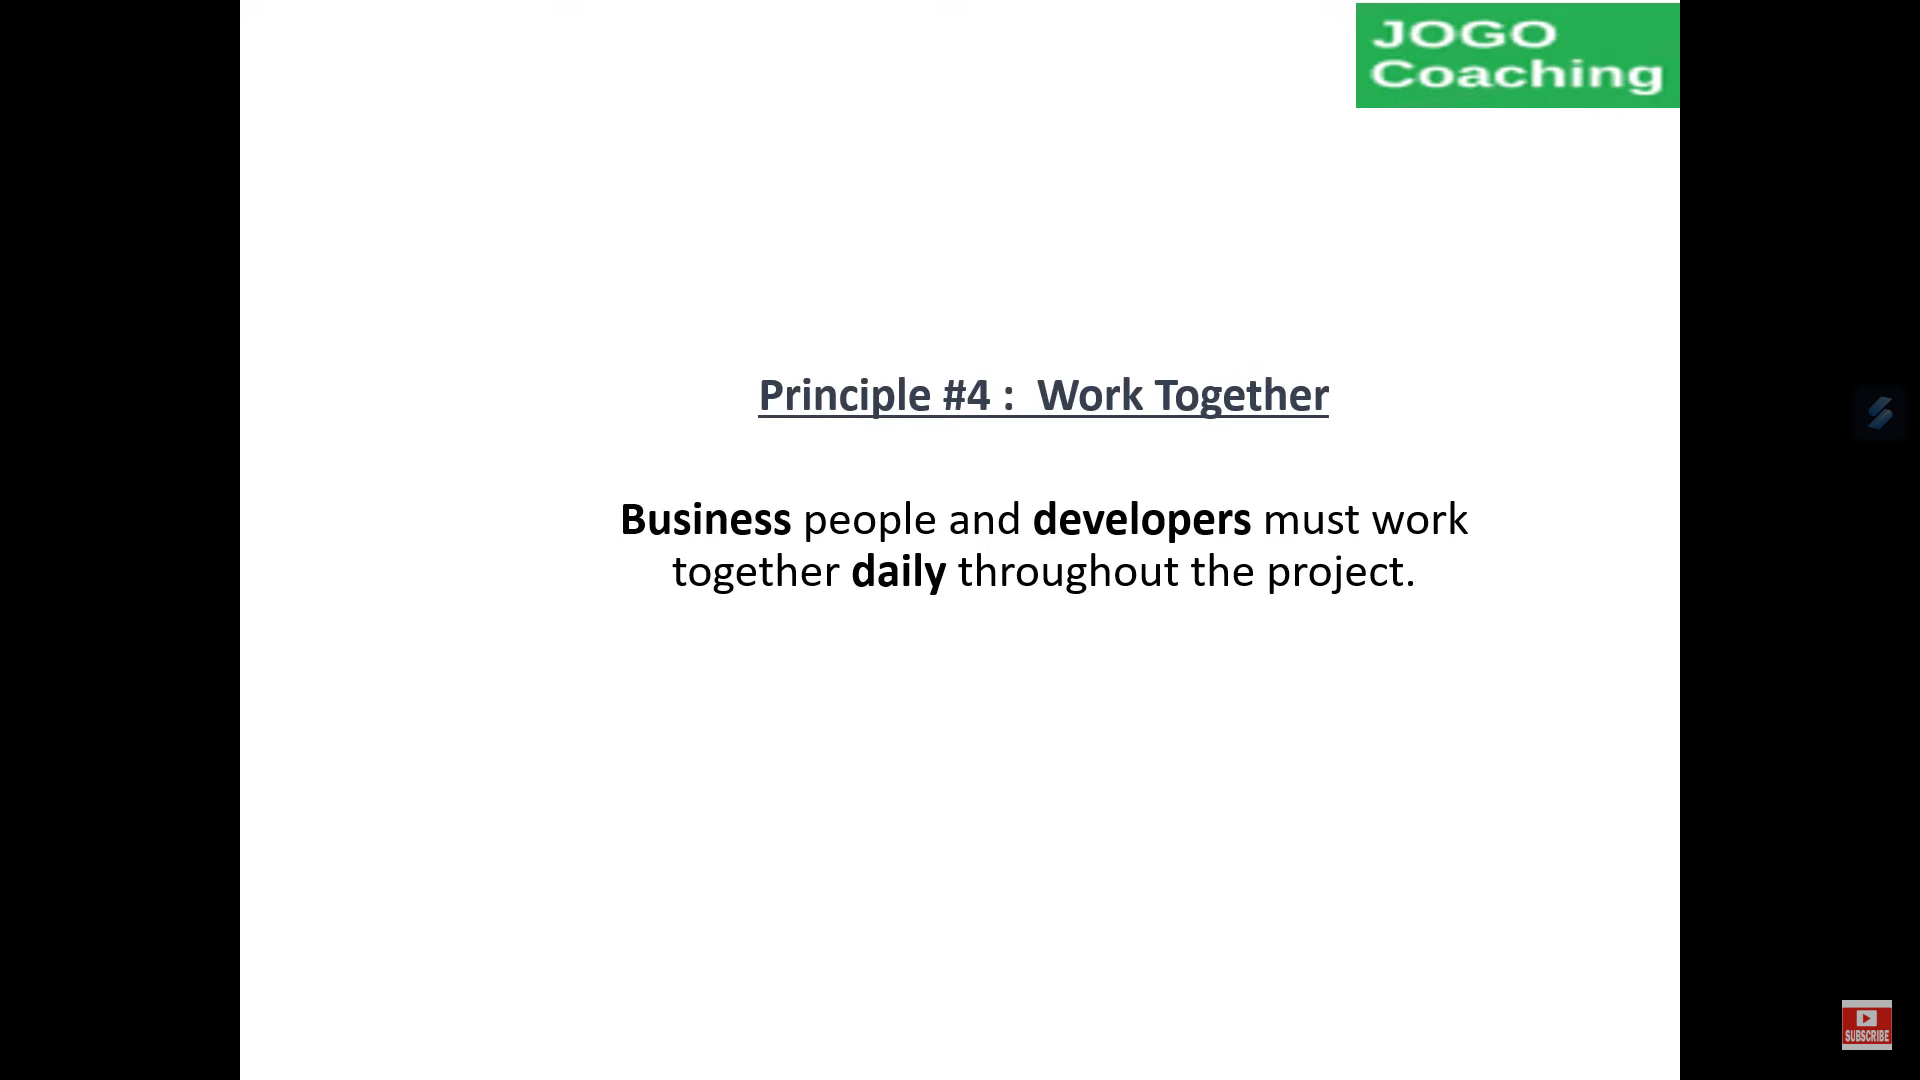 JOGO
Coaching
Principle #4 :  Work Together
Business people and developers must work
together daily throughout the project.
SUBSCRIBE